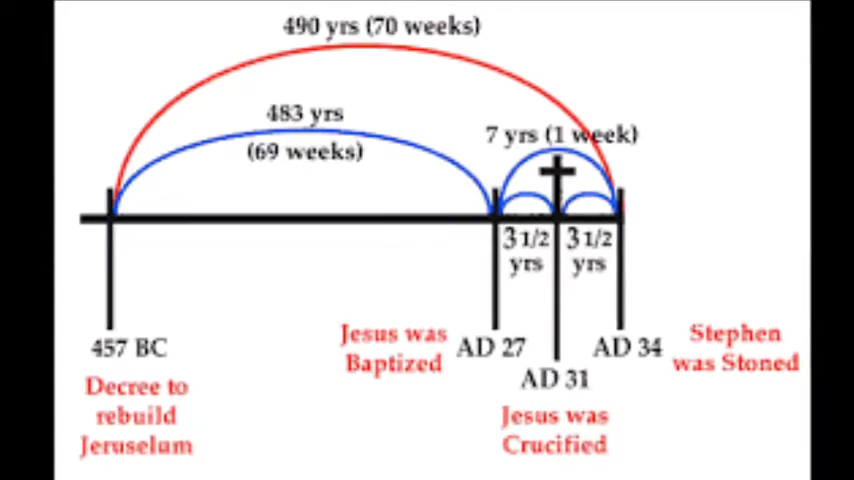 490 yrs (70 weeks)
483 yrs
(69 weeks)
7 yrs (1 week)
3 1/2
yrs
3 1/2
yrs
457 BC
Decree to
rebuild
Jeruselum
Jesus was
Baptized
AD 27
AD 31
Jesus was
Crucified
AD 34
Stephen
was Stoned